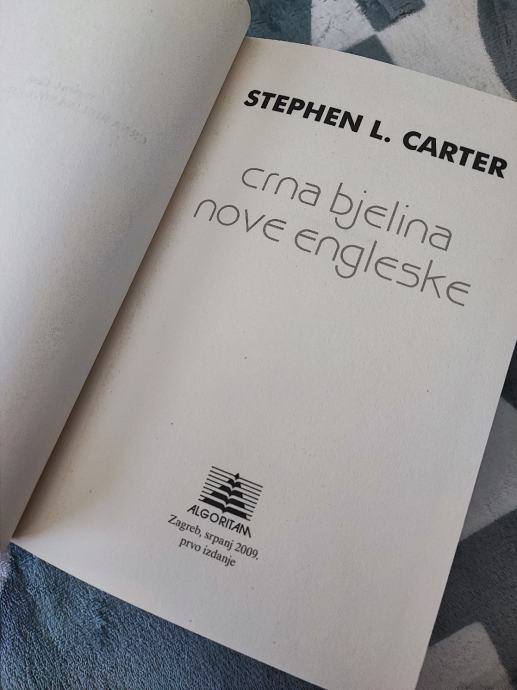 STEPHEN L. CARTER
crna bjelina
nove engleske
ALGORITAM
Zagreb, srpanj 2009.
prvo izdanje